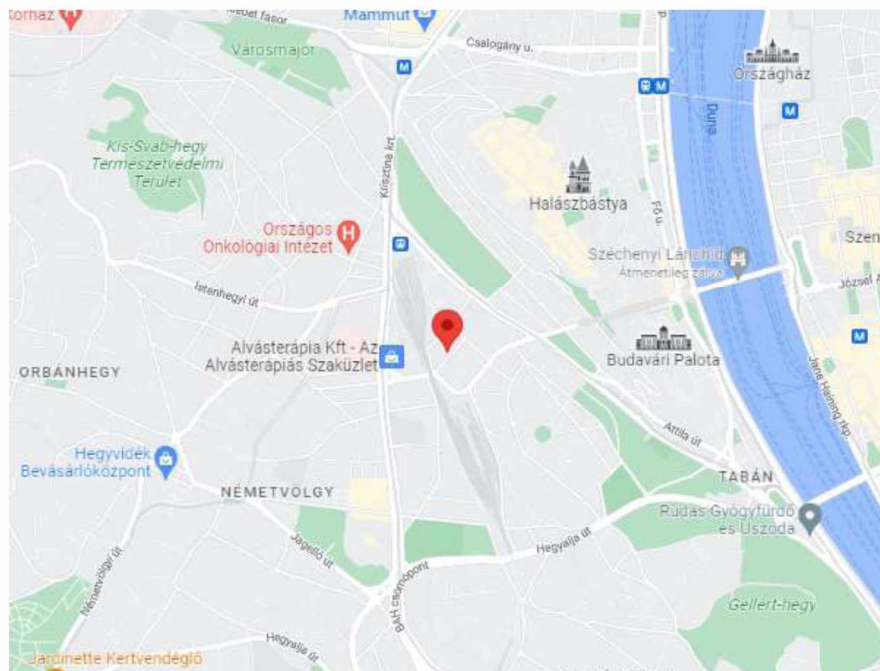 Mammut
Városmajor
Csalogány u.
M
M
Országház
M
Duna
Kis-Sváb-hegy
Természetvédelmi
Terület
Krisztina krt.
Halászbástya
Fő u.
Országos
Onkológiai Intézet
H
Széchenyi Lánchíd
Átmenetileg zárva
Szen
József A
Istenhegyi út
M
Alvásterápia Kft - Az
Alvásterápiás Szaküzlet
Budavári Palota
Jane Haining rkp.
ORBÁNHEGY
Attila út
Hegyvidék
Bevásárlóközpont
NÉMETVÖLGY
TABÁN
Rudas Gyógyfürdő
és Uszoda
Jagelló út
Hegyalja út
Németvölgyi út
BAH csomópont
Gellért-hegy
Hegyalja út
Jardinette Kertvendéglő